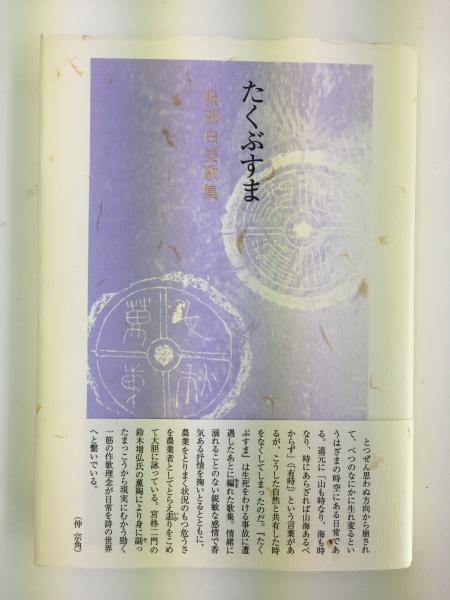 たくぶすま
服部由美歌集
とつぜん思わぬ方向から崩され
て、べつのなにかに生れ変るとい
うはざまの時空にある日常であ
る。道元に「山も時なり、海も時
なり、時にあらざれば山海あるべ
からず」（「有時」）という言葉があ
るが、こうした自然と共有した時
をなくしてしまったのだ。『たく
ぶすま』は生死をわける事故に遭
遇したあとに編れた歌集。情緒に
溺れることのない鋭敏な感情で香
気ある抒情を掬いとるとともに、
農業をとりまく状況のもつ危うさ
を農業者としてとらえ憤りをこめ
て大胆に詠っている。宮柊二門の
鈴木増弘氏の薫陶により身に副っ
たまっこうから現実にむかう勁く
一筋の作歌理念が日常を詩の世界
へと繋いでいる。
（仲 宗角）